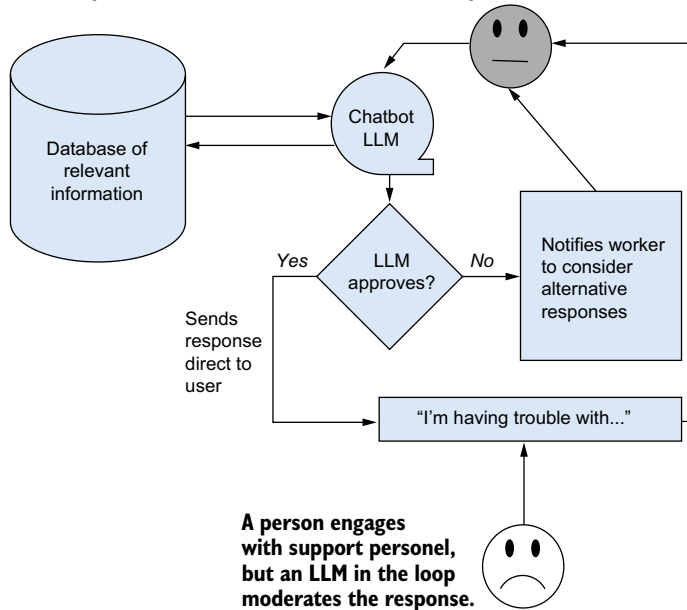 Database of
relevant
information
Chatbot
LLM
Yes
LLM
approves?
No
Notifies worker
to consider
alternative
responses
Sends
response
direct to
user
“I’m having trouble with...”
A person engages
with support personel,
but an LLM in the loop
moderates the response.